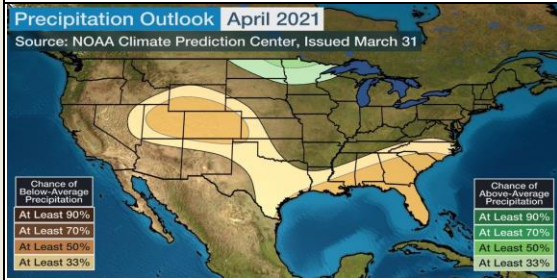 Precipitation Outlook April 2021
Source: NOAA Climate Prediction Center, Issued March 31
Chance of
Below-Average
Precipitation
At Least 90%
At Least 70%
At Least 50%
At Least 33%
Chance of
Above-Average
Precipitation
At Least 90%
At Least 70%
At Least 50%
At Least 33%